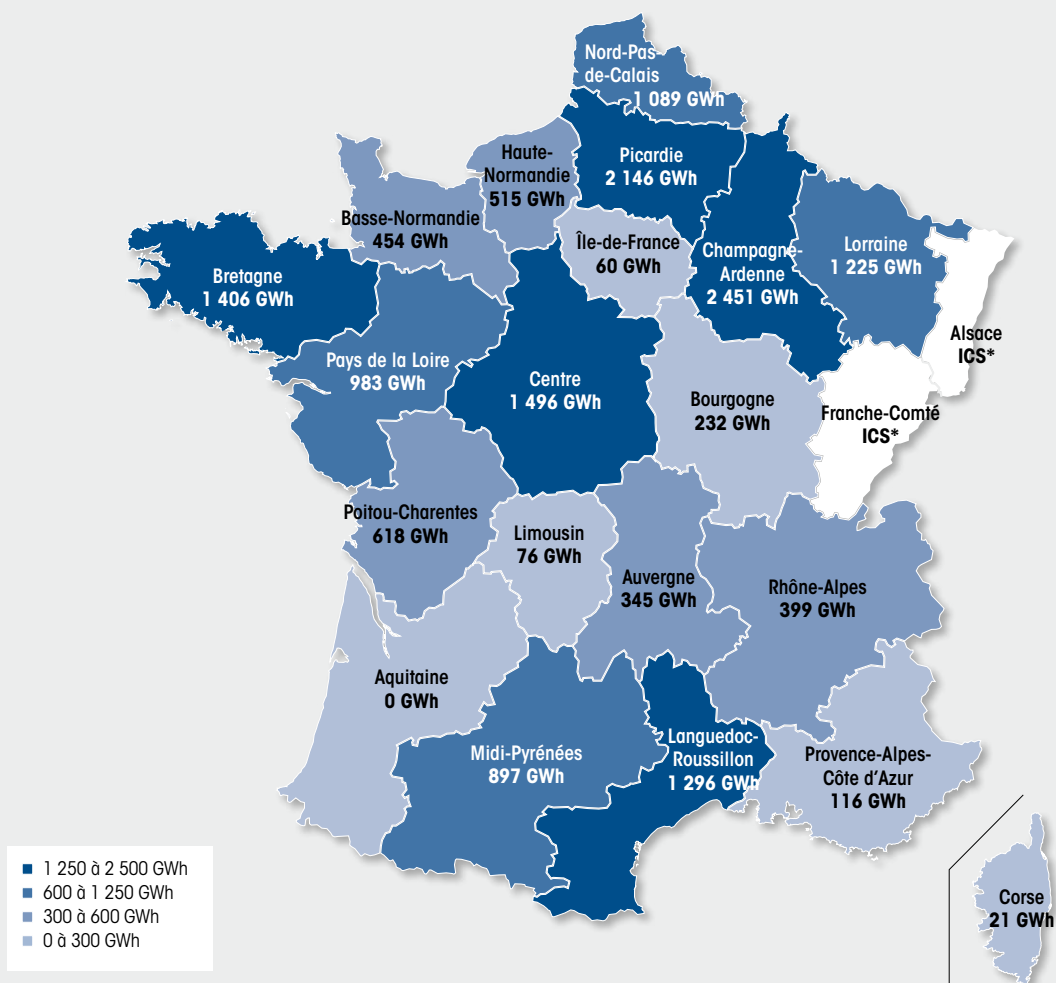 Nord-Pas-
de-Calais
1 089 GWh
Picardie
2 146 GWh
Haute-
Normandie
515 GWh
Basse-Normandie
454 GWh
Île-de-France
60 GWh
Champagne-
Ardenne
2 451 GWh
Lorraine
1 225 GWh
Alsace
ICS*
Bretagne
1 406 GWh
Pays de la Loire
983 GWh
Centre
1 496 GWh
Bourgogne
232 GWh
Franche-Comté
ICS*
Poitou-Charentes
618 GWh
Limousin
76 GWh
Auvergne
345 GWh
Rhône-Alpes
399 GWh
Aquitaine
0 GWh
Midi-Pyrénées
897 GWh
Languedoc-
Roussillon
1 296 GWh
Provence-Alpes-
Côte d'Azur
116 GWh
Corse
21 GWh
1 250 à 2 500 GWh
600 à 1 250 GWh
300 à 600 GWh
0 à 300 GWh